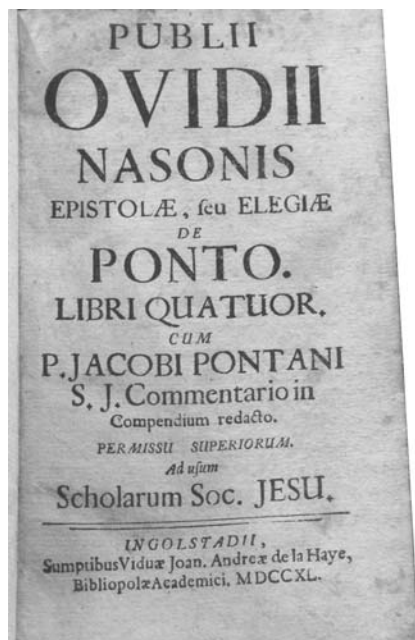 PUBLII
OVIDII
NASONIS
EPISTOLÆ, ſeu ELEGIÆ
DE
PONTO.
LIBRI QUATUOR.
CUM
P. JACOBI PONTANI
S. J. Commentario in
Compendium redacto.
PERMISSU SUPERIORUM.
Ad uſum
Scholarum Soc. JESU.
INGOLSTADII,
Sumptibus Viduæ Joan. Andreæ de la Haye,
Bibliopolæ Academici, MDCCXL.